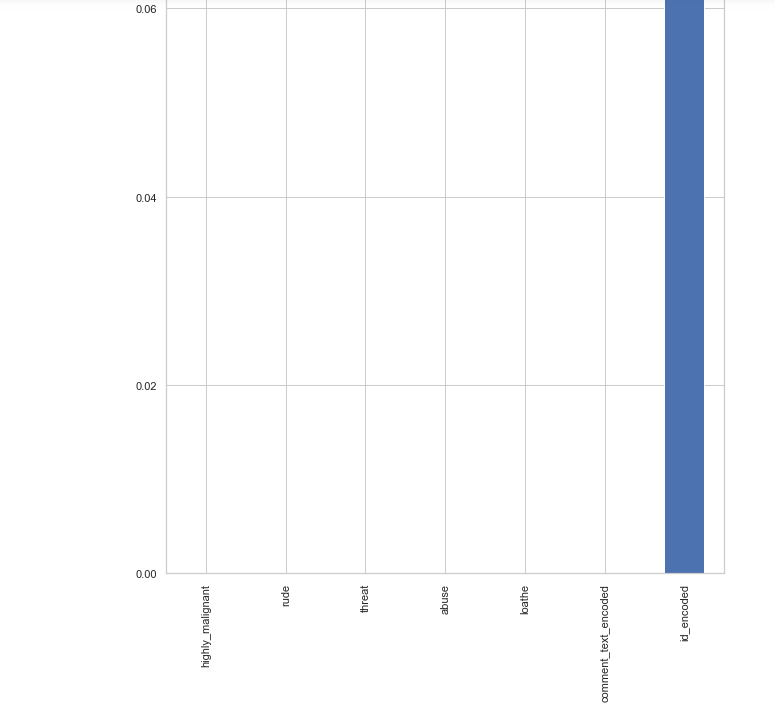 0.06
0.04
0.02
0.00
highly_malignant
rude
threat
abuse
loathe
comment_text_encoded
id_encoded